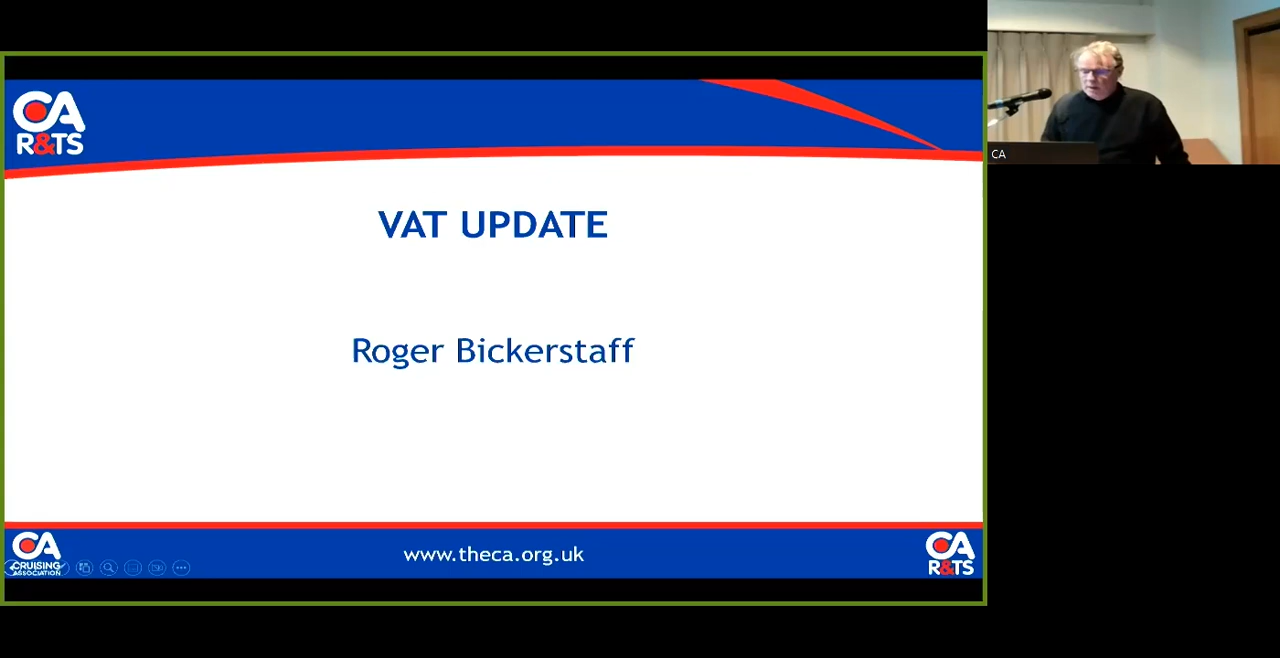 CA
R&TS
VAT UPDATE
Roger Bickerstaff
CA
CRUISING
ASSOCIATION
www.theca.org.uk
CA
R&TS
CA